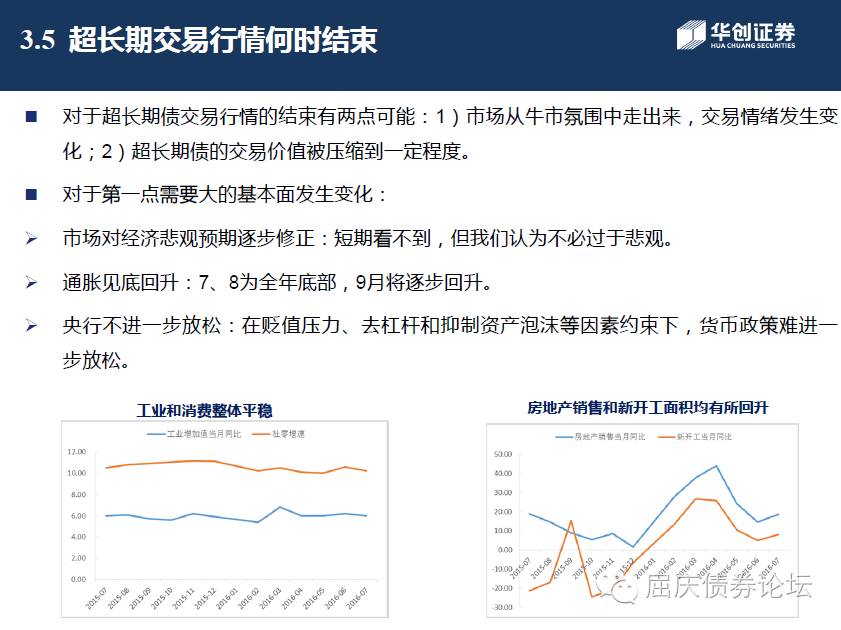 3.5 超长期交易行情何时结束
华创证券
HUA CHUANG SECURITIES
对于超长期债交易行情的结束有两点可能：1）市场从牛市氛围中走出来，交易情绪发生变
化；2）超长期债的交易价值被压缩到一定程度。
对于第一点需要大的基本面发生变化：
市场对经济悲观预期逐步修正：短期看不到，但我们认为不必过于悲观。
通胀见底回升：7、8为全年底部，9月将逐步回升。
央行不进一步放松：在贬值压力、去杠杆和抑制资产泡沫等因素约束下，货币政策难进一
步放松。
工业和消费整体平稳
工业增加值当月同比 社零增速
12.00
10.00
8.00
6.00
4.00
2.00
0.00
2015-07 2015-08 2015-09 2015-10 2015-11 2015-12 2016-01 2016-02 2016-03 2016-04 2016-05 2016-06 2016-07
房地产销售和新开工面积均有所回升
房地产销售当月同比 新开工当月同比
50.00
40.00
30.00
20.00
10.00
0.00
-10.00
-20.00
-30.00
2015-07 2015-08 2015-09 2015-10 2015-11 2015-12 2016-01 2016-02 2016-03 2016-04 2016-05 2016-06 2016-07
屈庆债券论坛